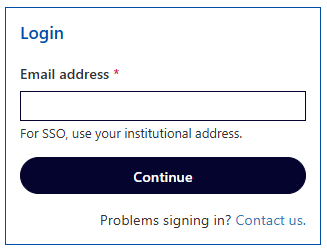 Login
Email address *
For SSO, use your institutional address.
Continue
Problems signing in? Contact us.